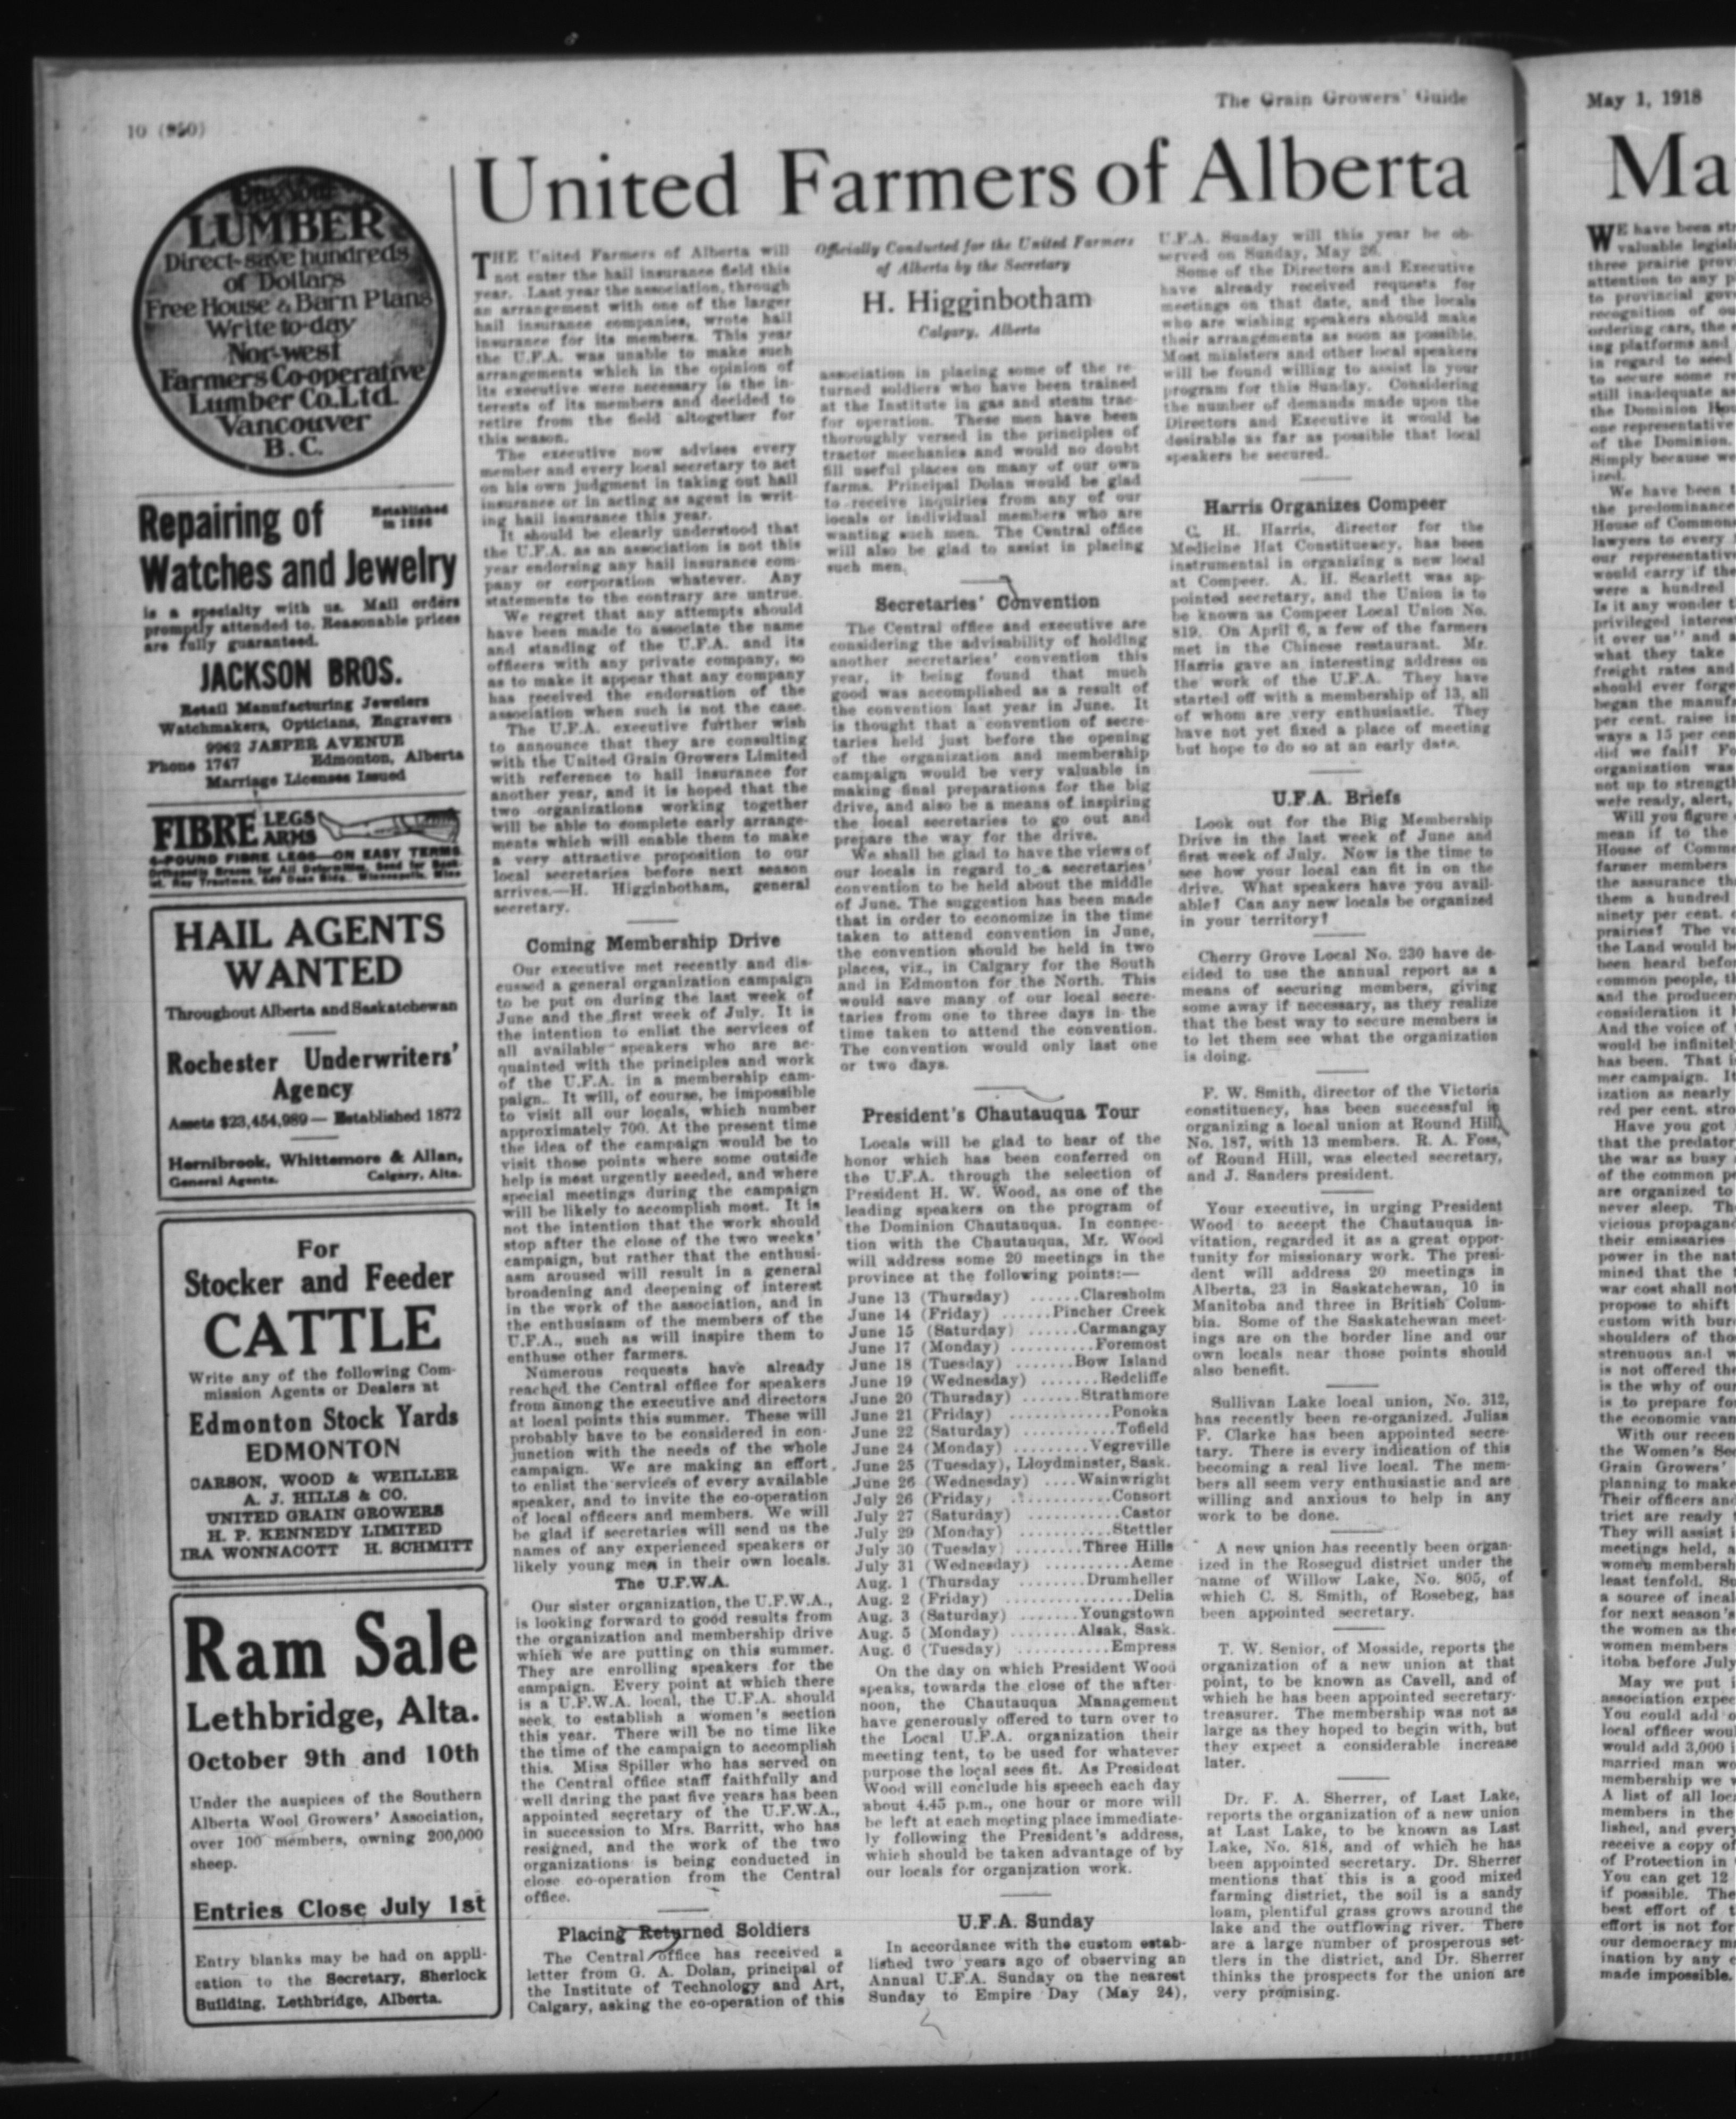 10 (950)
The Grain Growers' Guide
LUMBER
Direct-save hundreds
of Dollars
Free House & Barn Plans
Write to-day
Nor-west
Farmers Co-operative
Lumber Co. Ltd.
Vancouver
B.C.
Repairing of
Established
in 1886
Watches and Jewelry
is a specialty with us. Mail orders
promptly attended to. Reasonable prices
are fully guaranteed.
JACKSON BROS.
Retail Manufacturing Jewelers
Watchmakers, Opticians, Engravers
9962 JASPER AVENUE
Phone 1747 Edmonton, Alberta
Marriage Licenses Issued
FIBRE LEGS
ARMS
4-POUND FIBRE LEGS—ON EASY TERMS
HAIL AGENTS
WANTED
Throughout Alberta and Saskatchewan
Rochester Underwriters'
Agency
Assets $23,454,989 — Established 1872
Hornibrook, Whittemore & Allan,
General Agents. Calgary, Alta.
For
Stocker and Feeder
CATTLE
Write any of the following Com-
mission Agents or Dealers at
Edmonton Stock Yards
EDMONTON
CARSON, WOOD & WEILLER
A. J. HILLS & CO.
UNITED GRAIN GROWERS
H. P. KENNEDY LIMITED
IRA WONNACOTT H. SCHMITT
Ram Sale
Lethbridge, Alta.
October 9th and 10th
Under the auspices of the Southern
Alberta Wool Growers' Association,
over 100 members, owning 200,000
sheep.
Entries Close July 1st
Entry blanks may be had on appli-
cation to the Secretary, Sherlock
Building, Lethbridge, Alberta.
United Farmers of Alberta
THE United Farmers of Alberta will
not enter the hail insurance field this
year. Last year the association, through
an arrangement with one of the larger
hail insurance companies, wrote hail
insurance for its members. This year
the U.F.A. was unable to make such
arrangements which in the opinion of
its executive were necessary in the in-
terests of its members and decided to
retire from the field altogether for
this season.
The executive now advises every
member and every local secretary to act
on his own judgment in taking out hail
insurance or in acting as agent in writ-
ing hail insurance this year.
It should be clearly understood that
the U.F.A. as an association is not this
year endorsing any hail insurance com-
pany or corporation whatever. Any
statements to the contrary are untrue.
We regret that any attempts should
have been made to associate the name
and standing of the U.F.A. and its
officers with any private company, so
as to make it appear that any company
has received the endorsation of the
association when such is not the case.
The U.F.A. executive further wish
to announce that they are consulting
with the United Grain Growers Limited
with reference to hail insurance for
another year, and it is hoped that the
two organizations working together
will be able to complete early arrange-
ments which will enable them to make
a very attractive proposition to our
local secretaries before next season
arrives.—H. Higginbotham, general
secretary.
Coming Membership Drive
Our executive met recently and dis-
cussed a general organization campaign
to be put on during the last week of
June and the first week of July. It is
the intention to enlist the services of
all available speakers who are ac-
quainted with the principles and work
of the U.F.A. in a membership cam-
paign. It will, of course, be impossible
to visit all our locals, which number
approximately 700. At the present time
the idea of the campaign would be to
visit those points where some outside
help is most urgently needed, and where
special meetings during the campaign
will be likely to accomplish most. It is
not the intention that the work should
stop after the close of the two weeks'
campaign, but rather that the enthusi-
asm aroused will result in a general
broadening and deepening of interest
in the work of the association, and in
the enthusiasm of the members of the
U.F.A., such as will inspire them to
enthuse other farmers.
Numerous requests have already
reached the Central office for speakers
from among the executive and directors
at local points this summer. These will
probably have to be considered in con-
junction with the needs of the whole
campaign. We are making an effort
to enlist the services of every available
speaker, and to invite the co-operation
of local officers and members. We will
be glad if secretaries will send us the
names of any experienced speakers or
likely young men in their own locals.
The U.F.W.A.
Our sister organization, the U.F.W.A.,
is looking forward to good results from
the organization and membership drive
which we are putting on this summer.
They are enrolling speakers for the
campaign. Every point at which there
is a U.F.W.A. local, the U.F.A. should
seek to establish a women's section
this year. There will be no time like
the time of the campaign to accomplish
this. Miss Spiller who has served on
the Central office staff faithfully and
well during the past five years has been
appointed secretary of the U.F.W.A.,
in succession to Mrs. Barritt, who has
resigned, and the work of the two
organizations is being conducted in
close co-operation from the Central
office.
Placing Returned Soldiers
The Central office has received a
letter from G. A. Dolan, principal of
the Institute of Technology and Art,
Calgary, asking the co-operation of this
Officially Conducted for the United Farmers
of Alberta by the Secretary
H. Higginbotham
Calgary, Alberta
association in placing some of the re-
turned soldiers who have been trained
at the Institute in gas and steam trac-
for operation. These men have been
thoroughly versed in the principles of
tractor mechanics and would no doubt
fill useful places on many of our own
farms. Principal Dolan would be glad
to receive inquiries from any of our
locals or individual members who are
wanting such men. The Central office
will also be glad to assist in placing
such men.
Secretaries' Convention
The Central office and executive are
considering the advisability of holding
another secretaries' convention this
year, it being found that much
good was accomplished as a result of
the convention last year in June. It
is thought that a convention of secre-
taries held just before the opening
of the organization and membership
campaign would be very valuable in
making final preparations for the big
drive, and also be a means of inspiring
the local secretaries to go out and
prepare the way for the drive.
We shall be glad to have the views of
our locals in regard to a secretaries'
convention to be held about the middle
of June. The suggestion has been made
that in order to economize in the time
taken to attend convention in June,
the convention should be held in two
places, viz., in Calgary for the South
and in Edmonton for the North. This
would save many of our local secre-
taries from one to three days in the
time taken to attend the convention.
The convention would only last one
or two days.
President's Chautauqua Tour
Locals will be glad to hear of the
honor which has been conferred on
the U.F.A. through the selection of
President H. W. Wood, as one of the
leading speakers on the program of
the Dominion Chautauqua. In connec-
tion with the Chautauqua, Mr. Wood
will address some 20 meetings in the
province at the following points:—
June 13 (Thursday) ......Claresholm
June 14 (Friday) ......Pincher Creek
June 15 (Saturday) ......Carmangay
June 17 (Monday) ..........Foremost
June 18 (Tuesday) .......Bow Island
June 19 (Wednesday) .......Redcliffe
June 20 (Thursday) .......Strathmore
June 21 (Friday) ............Ponoka
June 22 (Saturday) ...........Tofield
June 24 (Monday) .........Vegreville
June 25 (Tuesday), Lloydminster, Sask.
June 26 (Wednesday) ....Wainwright
July 26 (Friday) ............Consort
July 27 (Saturday) ...........Castor
July 29 (Monday) ...........Stettler
July 30 (Tuesday) ........Three Hills
July 31 (Wednesday) ..........Acme
Aug. 1 (Thursday ........Drumheller
Aug. 2 (Friday) ..............Delia
Aug. 3 (Saturday) .......Youngstown
Aug. 5 (Monday) ........Alsak, Sask.
Aug. 6 (Tuesday) ...........Empress
On the day on which President Wood
speaks, towards the close of the after-
noon, the Chautauqua Management
have generously offered to turn over to
the Local U.F.A. organization their
meeting tent, to be used for whatever
purpose the local sees fit. As President
Wood will conclude his speech each day
about 4.45 p.m., one hour or more will
be left at each meeting place immediate-
ly following the President's address,
which should be taken advantage of by
our locals for organization work.
U.F.A. Sunday
In accordance with the custom estab-
lished two years ago of observing an
Annual U.F.A. Sunday on the nearest
Sunday to Empire Day (May 24),
U.F.A. Sunday will this year be ob-
served on Sunday, May 26.
Some of the Directors and Executive
have already received requests for
meetings on that date, and the locals
who are wishing speakers should make
their arrangements as soon as possible.
Most ministers and other local speakers
will be found willing to assist in your
program for this Sunday. Considering
the number of demands made upon the
Directors and Executive it would be
desirable as far as possible that local
speakers be secured.
Harris Organizes Compeer
C. H. Harris, director for the
Medicine Hat Constituency, has been
instrumental in organizing a new local
at Compeer. A. H. Scarlett was ap-
pointed secretary, and the Union is to
be known as Compeer Local Union No.
819. On April 6, a few of the farmers
met in the Chinese restaurant. Mr.
Harris gave an interesting address on
the work of the U.F.A. They have
started off with a membership of 13, all
of whom are very enthusiastic. They
have not yet fixed a place of meeting
but hope to do so at an early date.
U.F.A. Briefs
Look out for the Big Membership
Drive in the last week of June and
first week of July. Now is the time to
see how your local can fit in on the
drive. What speakers have you avail-
able? Can any new locals be organized
in your territory?
Cherry Grove Local No. 230 have de-
cided to use the annual report as a
means of securing members, giving
some away if necessary, as they realize
that the best way to secure members is
to let them see what the organization
is doing.
F. W. Smith, director of the Victoria
constituency, has been successful in
organizing a local union at Round Hill,
No. 187, with 13 members. R. A. Foss,
of Round Hill, was elected secretary,
and J. Sanders president.
Your executive, in urging President
Wood to accept the Chautauqua in-
vitation, regarded it as a great oppor-
tunity for missionary work. The presi-
dent will address 20 meetings in
Alberta, 23 in Saskatchewan, 10 in
Manitoba and three in British Colum-
bia. Some of the Saskatchewan meet-
ings are on the border line and our
own locals near those points should
also benefit.
Sullivan Lake local union, No. 312,
has recently been re-organized. Julian
F. Clarke has been appointed secre-
tary. There is every indication of this
becoming a real live local. The mem-
bers all seem very enthusiastic and are
willing and anxious to help in any
work to be done.
A new union has recently been organ-
ized in the Rosegud district under the
name of Willow Lake, No. 805, of
which C. S. Smith, of Rosebeg, has
been appointed secretary.
T. W. Senior, of Mosside, reports the
organization of a new union at that
point, to be known as Cavell, and of
which he has been appointed secretary-
treasurer. The membership was not as
large as they hoped to begin with, but
they expect a considerable increase
later.
Dr. F. A. Sherrer, of Last Lake,
reports the organization of a new union
at Last Lake, to be known as Last
Lake, No. 818, and of which he has
been appointed secretary. Dr. Sherrer
mentions that this is a good mixed
farming district, the soil is a sandy
loam, plentiful grass grows around the
lake and the outflowing river. There
are a large number of prosperous set-
tlers in the district, and Dr. Sherrer
thinks the prospects for the union are
very promising.
May 1, 1918
Ma
WE have been
valuable legis
three prairie prov
attention to any